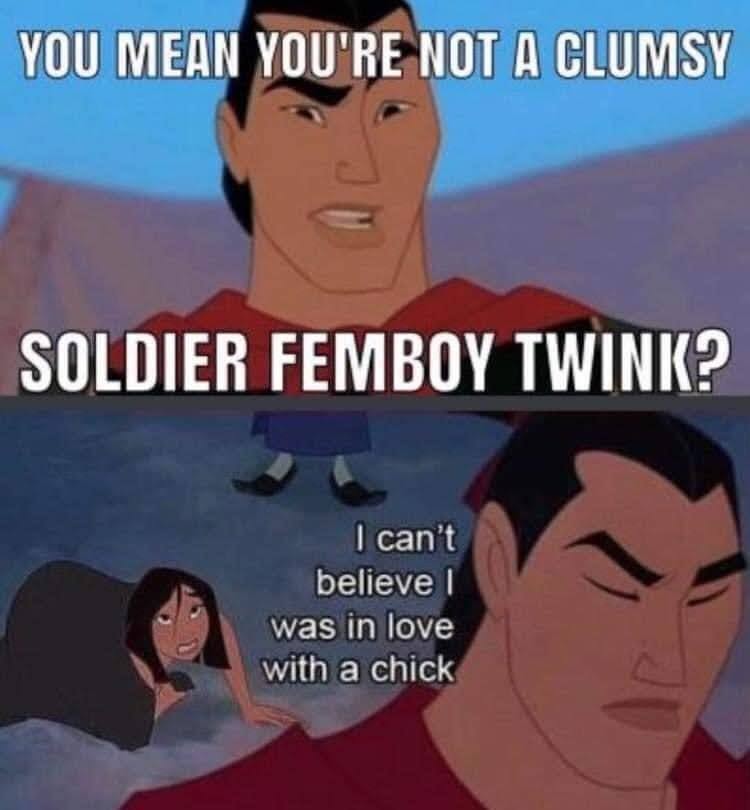 YOU MEAN YOU'RE NOT A CLUMSY
SOLDIER FEMBOY TWINK?
I can't
believe I
was in love
with a chick